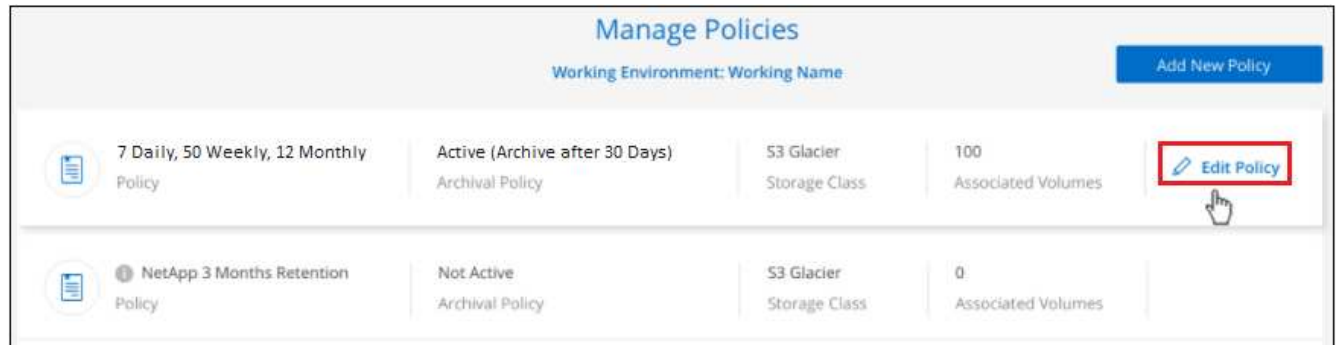 Manage Policies
Working Environment: Working Name
Add New Policy
7 Daily, 50 Weekly, 12 Monthly
Policy
Active (Archive after 30 Days)
Archival Policy
S3 Glacier
Storage Class
100
Associated Volumes
Edit Policy
NetApp 3 Months Retention
Policy
Not Active
Archival Policy
S3 Glacier
Storage Class
0
Associated Volumes